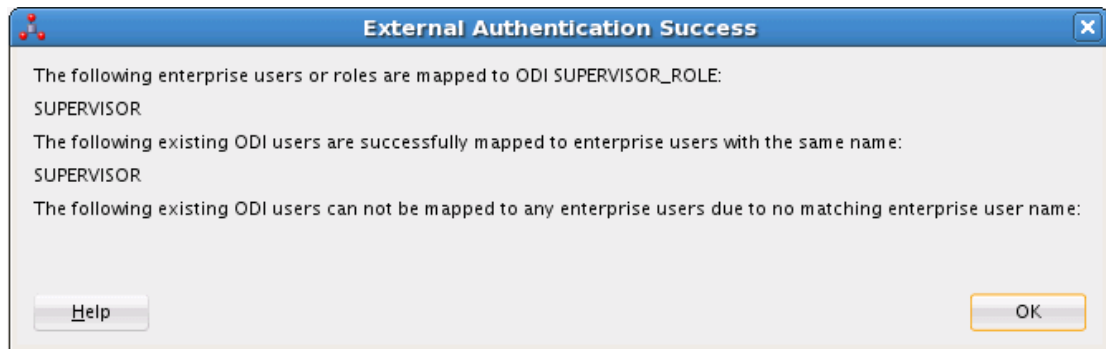 External Authentication Success
The following enterprise users or roles are mapped to ODI SUPERVISOR_ROLE:
SUPERVISOR
The following existing ODI users are successfully mapped to enterprise users with the same name:
SUPERVISOR
The following existing ODI users can not be mapped to any enterprise users due to no matching enterprise user name:
Help
OK